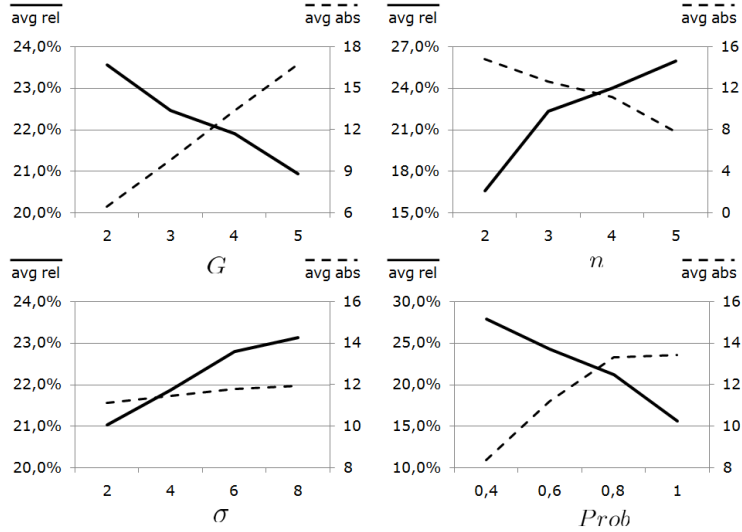 avg rel avg abs
24,0% 18
23,0% 15
22,0% 12
21,0% 9
20,0% 6
2 3 4 5
G
avg rel avg abs
27,0% 16
24,0% 12
21,0% 8
18,0% 4
15,0% 0
2 3 4 5
n
avg rel avg abs
24,0% 16
23,0% 14
22,0% 12
21,0% 10
20,0% 8
2 4 6 8
σ
avg rel avg abs
30,0% 16
25,0% 14
20,0% 12
15,0% 10
10,0% 8
0,4 0,6 0,8 1
Prob